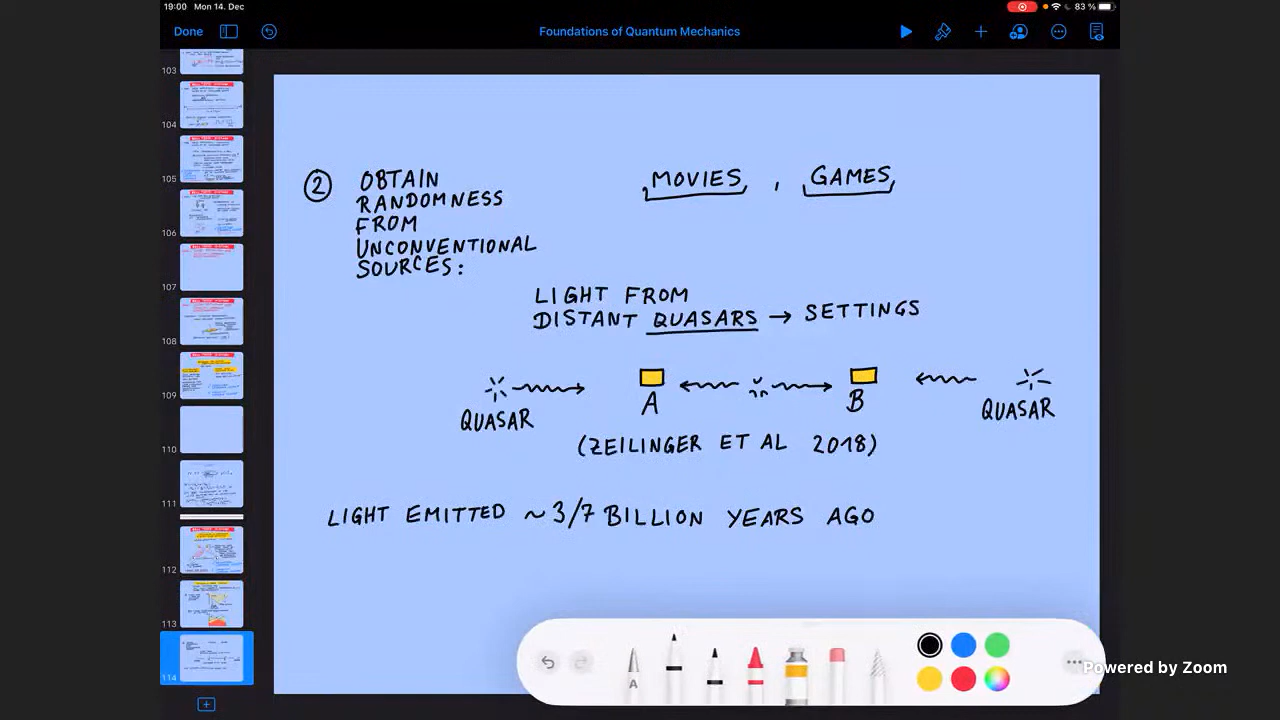 19:00 Mon 14. Dec
83 %
Done
Foundations of Quantum Mechanics
103
104
105
106
107
108
109
110
111
112
113
114
② OBTAIN
RANDOMNESS
FROM
UNCONVENTIONAL
SOURCES:
MOVIES, GAMES
LIGHT FROM
DISTANT QUASARS → SETTINGS
QUASAR
A
B
QUASAR
(ZEILINGER ET AL 2018)
LIGHT EMITTED ~3/7 BILLION YEARS AGO
A
Powered by Zoom